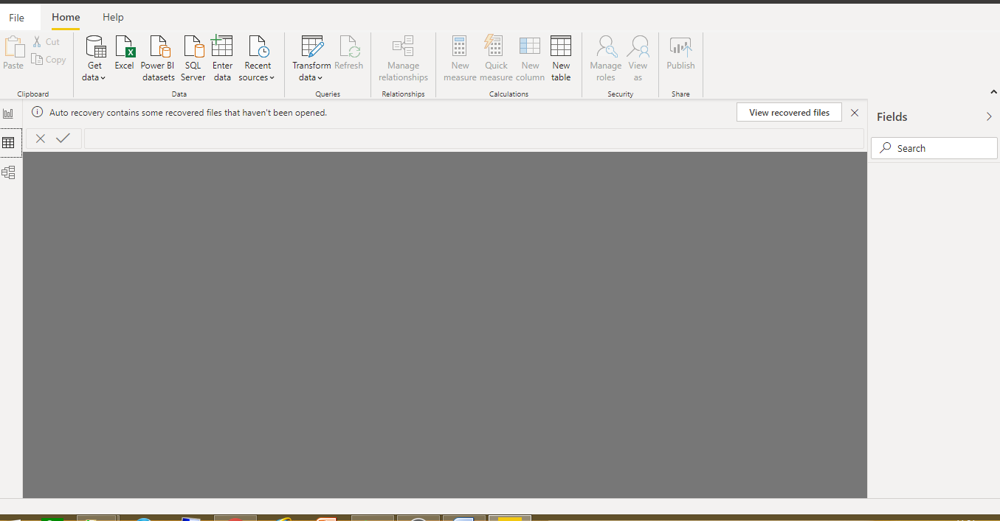 File
Home
Help
Paste
Cut
Copy
Clipboard
Get
data
Excel
Power BI
datasets
SQL
Server
Enter
data
Recent
sources
Data
Transform
data
Refresh
Queries
Manage
relationships
Relationships
New
measure
Quick
measure
New
column
New
table
Calculations
Manage
roles
View
as
Security
Publish
Share
Auto recovery contains some recovered files that haven't been opened.
View recovered files
Fields
Search